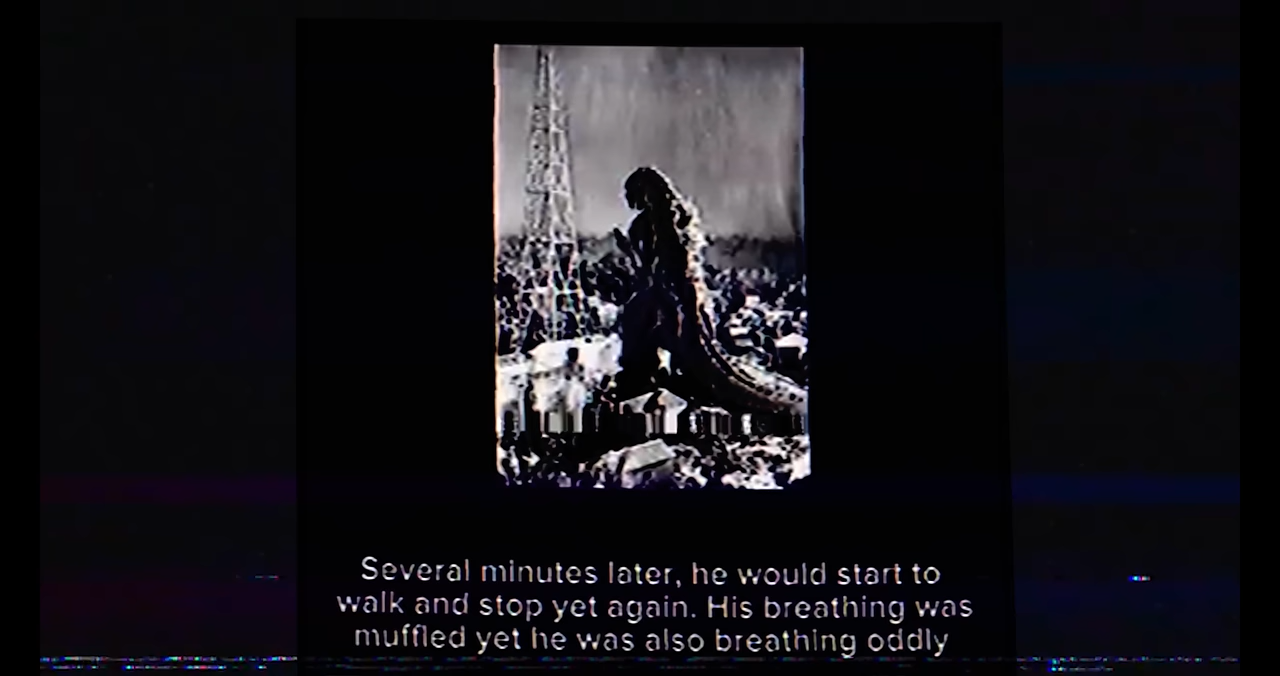 Several minutes later, he would start to
walk and stop yet again. His breathing was
muffled yet he was also breathing oddly